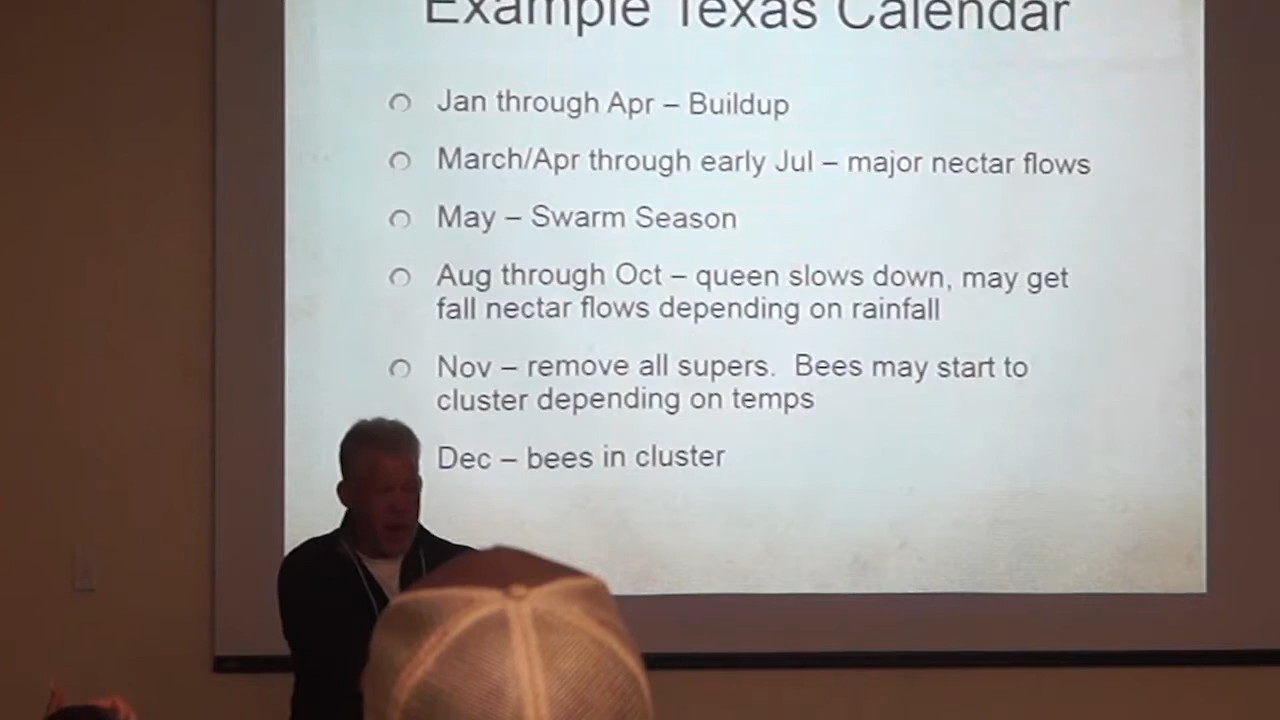 Example Texas Calendar
Jan through Apr – Buildup
March/Apr through early Jul – major nectar flows
May – Swarm Season
Aug through Oct – queen slows down, may get
fall nectar flows depending on rainfall
Nov – remove all supers.  Bees may start to
cluster depending on temps
Dec – bees in cluster